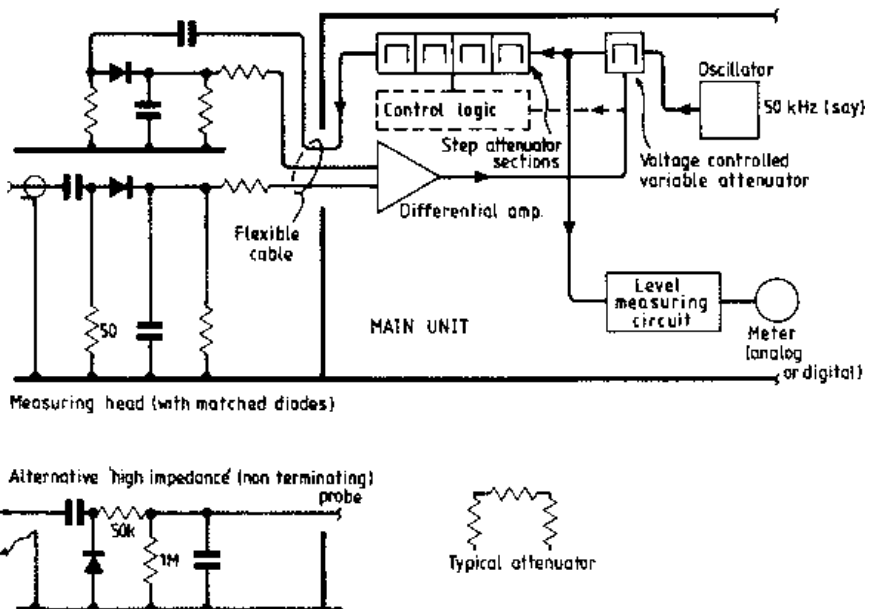 Oscillator
50 kHz (say)
Control logic
Step attenuator
sections
Voltage controlled
variable attenuator
Differential amp.
Flexible
cable
50
MAIN UNIT
Level
measuring
circuit
Meter
(analog
or digital)
Measuring head (with matched diodes)
Alternative 'high impedance' (non terminating)
probe
50k
1M
Typical attenuator